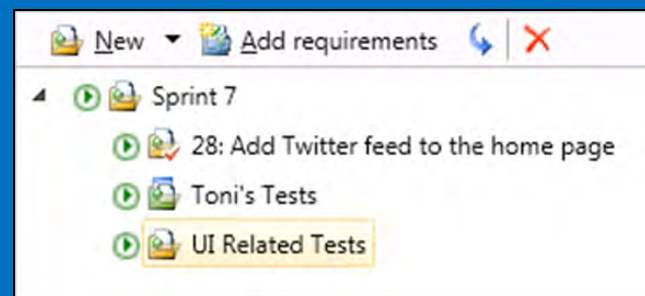 New Add requirements
Sprint 7
28: Add Twitter feed to the home page
Toni's Tests
UI Related Tests